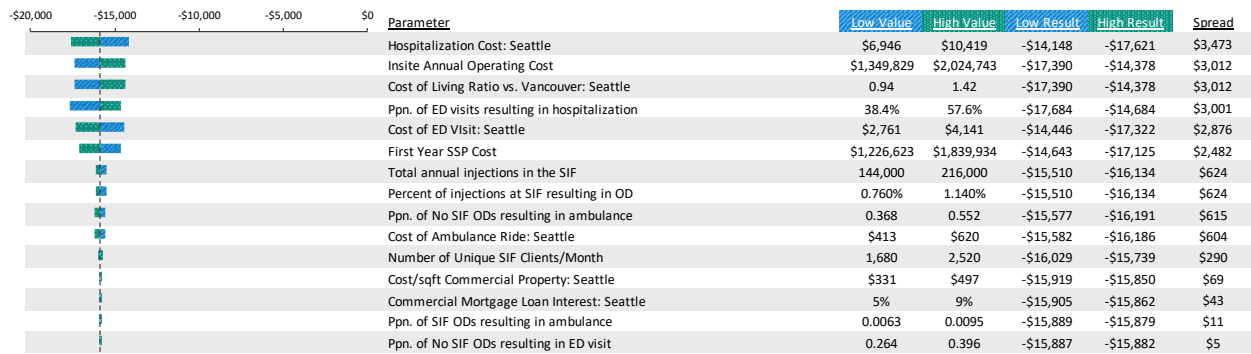 -$20,000 -$15,000 -$10,000 -$5,000 $0
Parameter Low Value High Value Low Result High Result Spread
Hospitalization Cost: Seattle $6,946 $10,419 -$14,148 -$17,621 $3,473
Insite Annual Operating Cost $1,349,829 $2,024,743 -$17,390 -$14,378 $3,012
Cost of Living Ratio vs. Vancouver: Seattle 0.94 1.42 -$17,390 -$14,378 $3,012
Ppn. of ED visits resulting in hospitalization 38.4% 57.6% -$17,684 -$14,684 $3,001
Cost of ED VIsit: Seattle $2,761 $4,141 -$14,446 -$17,322 $2,876
First Year SSP Cost $1,226,623 $1,839,934 -$14,643 -$17,125 $2,482
Total annual injections in the SIF 144,000 216,000 -$15,510 -$16,134 $624
Percent of injections at SIF resulting in OD 0.760% 1.140% -$15,510 -$16,134 $624
Ppn. of No SIF ODs resulting in ambulance 0.368 0.552 -$15,577 -$16,191 $615
Cost of Ambulance Ride: Seattle $413 $620 -$15,582 -$16,186 $604
Number of Unique SIF Clients/Month 1,680 2,520 -$16,029 -$15,739 $290
Cost/sqft Commercial Property: Seattle $331 $497 -$15,919 -$15,850 $69
Commercial Mortgage Loan Interest: Seattle 5% 9% -$15,905 -$15,862 $43
Ppn. of SIF ODs resulting in ambulance 0.0063 0.0095 -$15,889 -$15,879 $11
Ppn. of No SIF ODs resulting in ED visit 0.264 0.396 -$15,887 -$15,882 $5